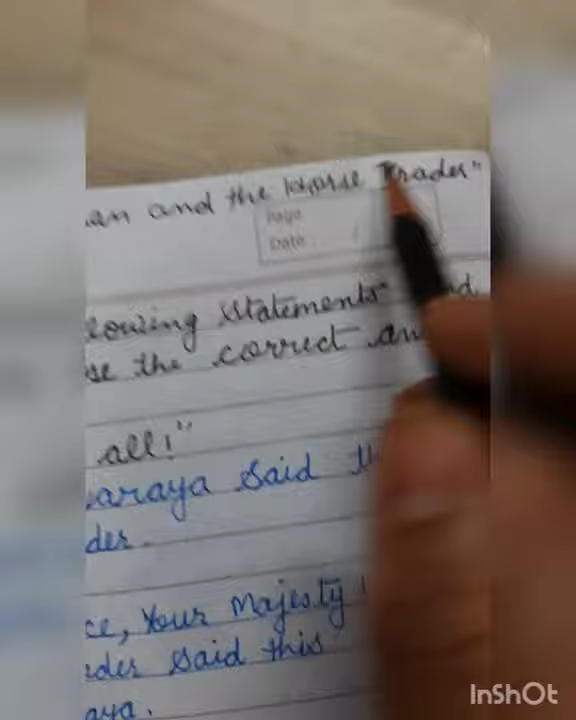 an and the horse Trader"
Page
Date
lowing statements
se the correct an
all!"
araya said
der.
ce, Your Majesty
der said this
aya.
InShOt